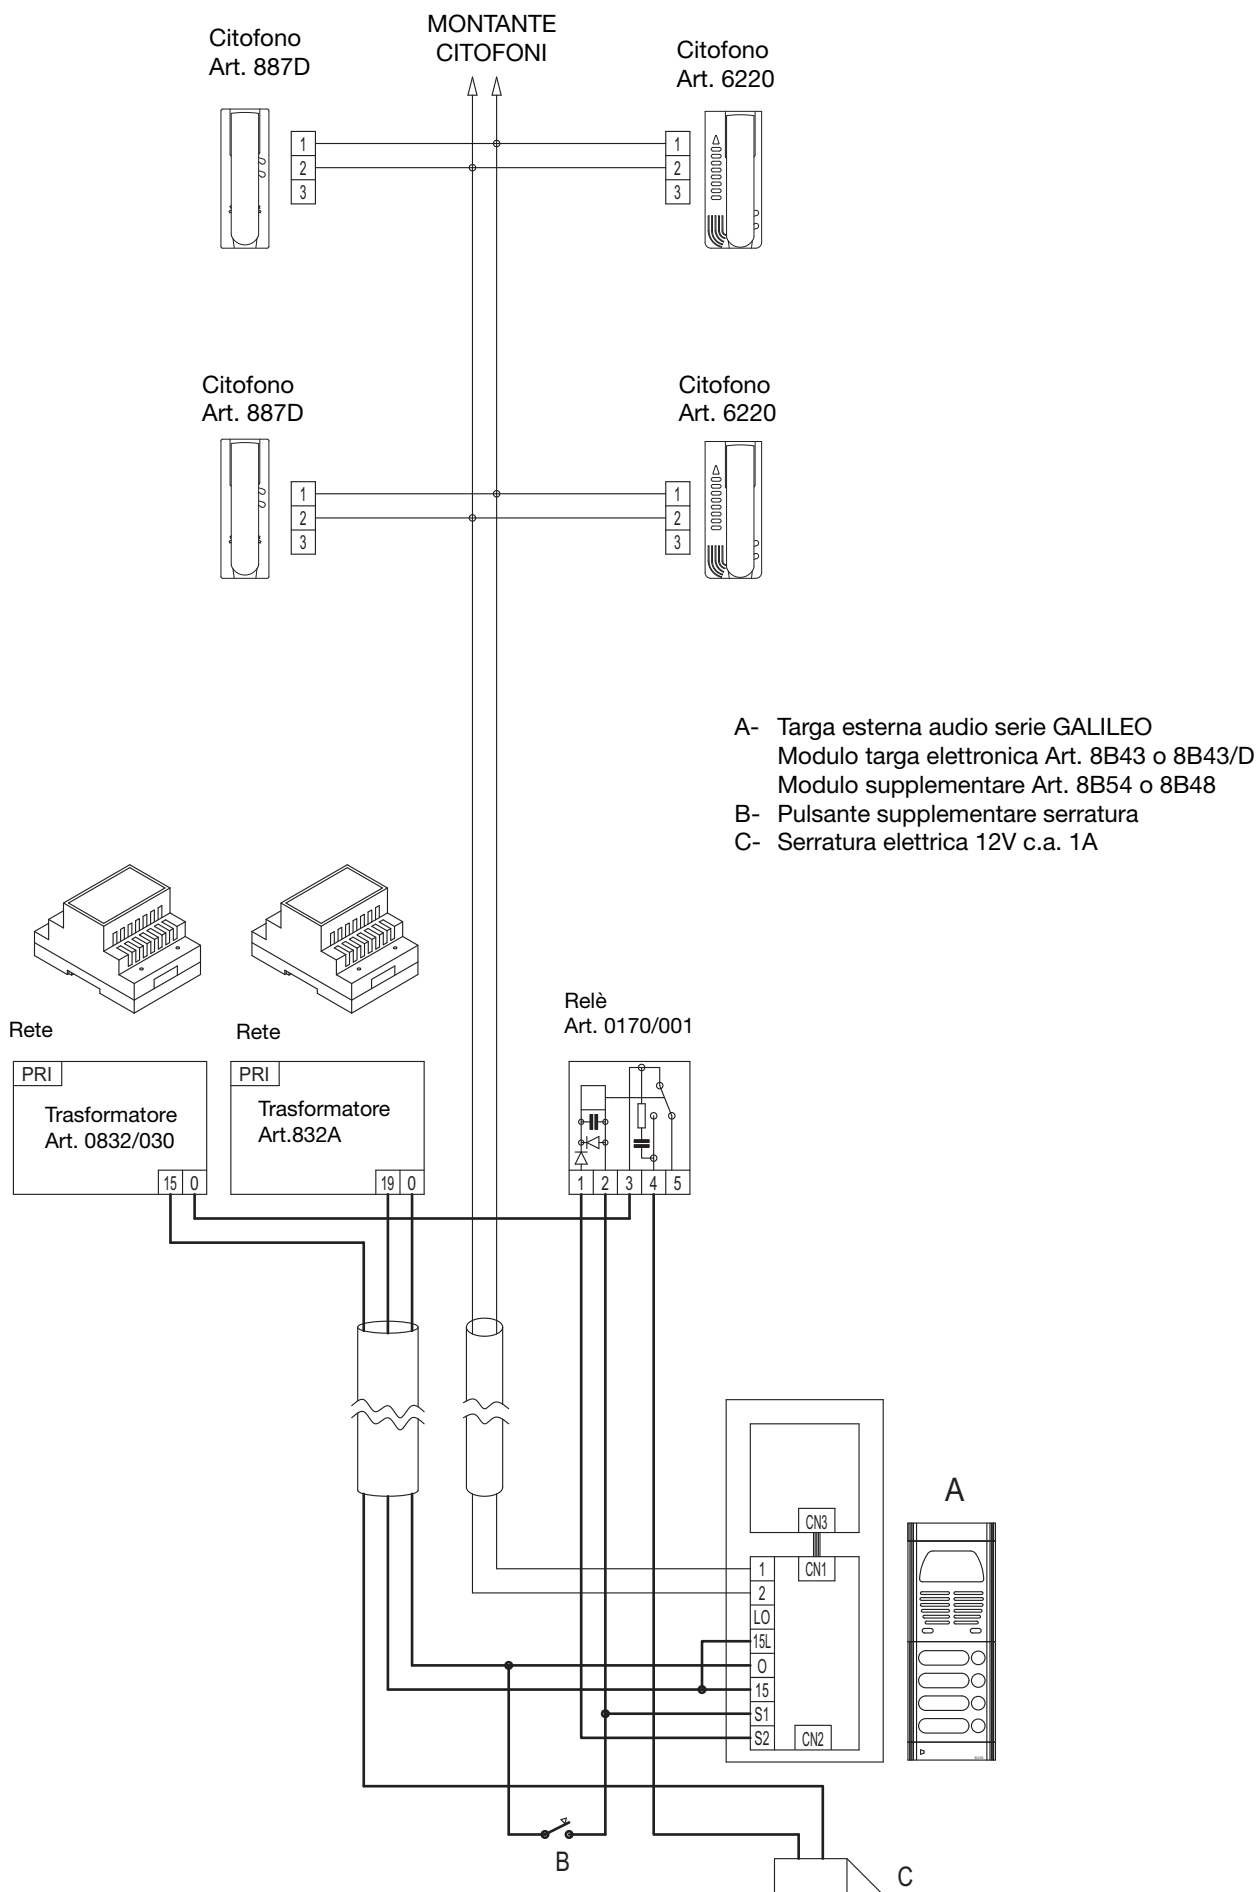 MONTANTE
CITOFONI
Citofono
Art. 887D
Citofono
Art. 6220
1
2
3
1
2
3
Citofono
Art. 887D
Citofono
Art. 6220
1
2
3
1
2
3
A- Targa esterna audio serie GALILEO
Modulo targa elettronica Art. 8B43 o 8B43/D
Modulo supplementare Art. 8B54 o 8B48
B- Pulsante supplementare serratura
C- Serratura elettrica 12V c.a. 1A
Rete
Rete
Relè
Art. 0170/001
PRI
Trasformatore
Art. 0832/030
15 0
PRI
Trasformatore
Art.832A
19 0
1 2 3 4 5
A
CN3
CN1
1
2
LO
15L
O
15
S1
S2
CN2
B
C